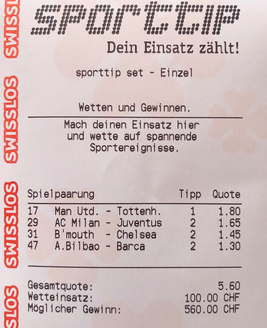 sporttip
Dein Einsatz zählt!
sporttip set - Einzel
Wetten und Gewinnen.
Mach deinen Einsatz hier
und wette auf spannende
Sportereignisse.
Spielpaarung Tipp Quote
17 Man Utd. - Tottenh. 1 1.80
29 AC Milan - Juventus 2 1.65
31 B'mouth - Chelsea 2 1.45
47 A.Bilbao - Barca 2 1.30
Gesamtquote: 5.60
Wetteinsatz: 100.00 CHF
Möglicher Gewinn: 560.00 CHF
SWISSLOS
SWISSLOS
SWISSLOS
SWISSLOS